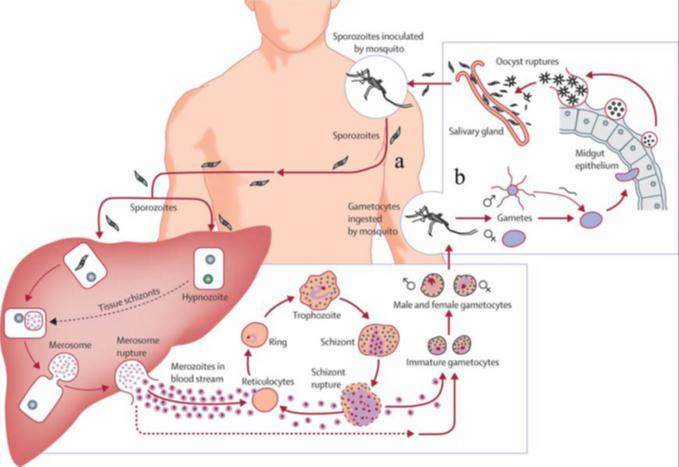 Sporozoites inoculated
by mosquito
Oocyst ruptures
Salivary gland
Midgut
epithelium
Sporozoites
a
b
Gametocytes
ingested
by mosquito
♂
Gametes
♀
Sporozoites
Tissue schizonts
Hypnozoite
Merosome
Merosome
rupture
Merozoites in
blood stream
Reticulocytes
Ring
Trophozoite
Schizont
Schizont
rupture
♂
♀
Male and female gametocytes
Immature gametocytes